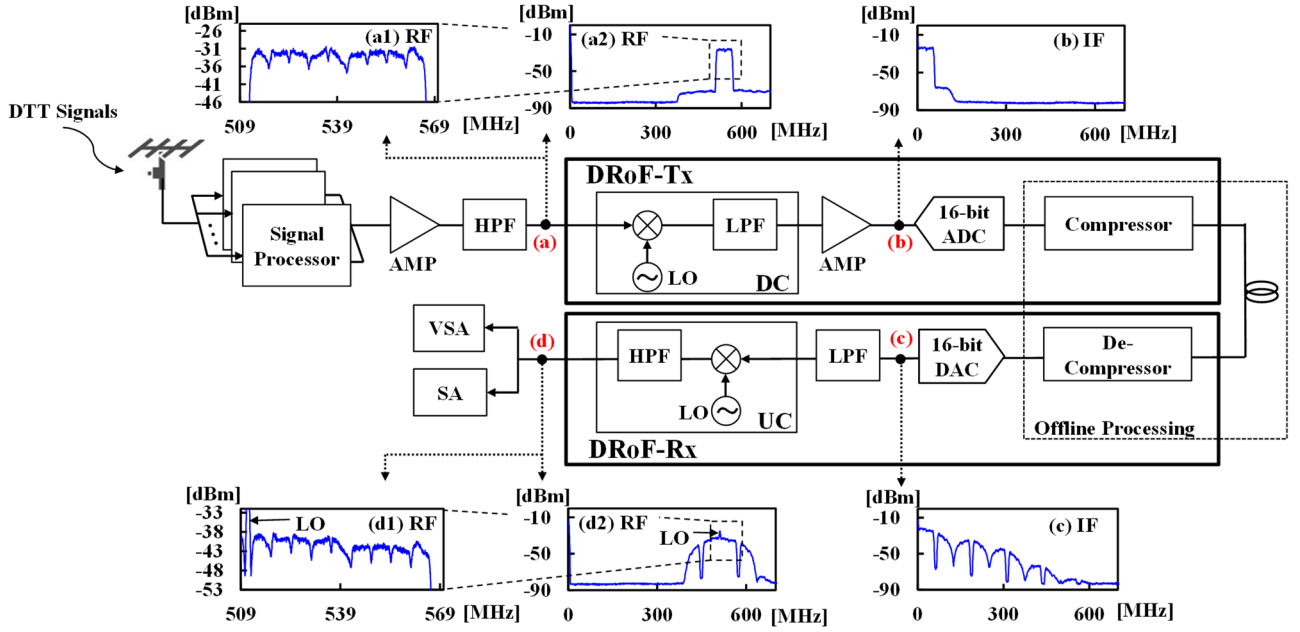 [dBm] [dBm] [dBm]
-26 (a1) RF -10 (a2) RF -10 (b) IF
-31
-36 -50 -50
-41
-46 -90 -90
509 539 569 [MHz] 0 300 600 [MHz] 0 300 600 [MHz]
DTT Signals
DRoF-Tx
Signal Processor
AMP
HPF
(a)
LO
LPF
DC
AMP
(b)
16-bit ADC
Compressor
VSA
SA
(d)
HPF
LO
UC
LPF
(c)
16-bit DAC
De-Compressor
Offline Processing
DRoF-Rx
[dBm] [dBm] [dBm]
-33 LO (d1) RF -10 (d2) RF -10 (c) IF
-38 LO
-43 -50 -50
-48
-53 -90 -90
509 539 569 [MHz] 0 300 600 [MHz] 0 300 600 [MHz]